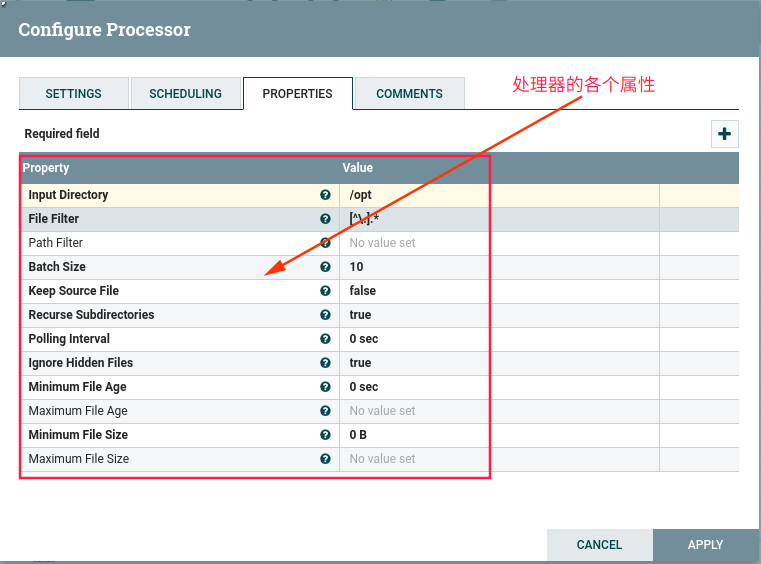 Configure Processor
SETTINGS SCHEDULING PROPERTIES COMMENTS
处理器的各个属性
Required field
Property Value
Input Directory /opt
File Filter [^\.].*
Path Filter No value set
Batch Size 10
Keep Source File false
Recurse Subdirectories true
Polling Interval 0 sec
Ignore Hidden Files true
Minimum File Age 0 sec
Maximum File Age No value set
Minimum File Size 0 B
Maximum File Size No value set
CANCEL APPLY